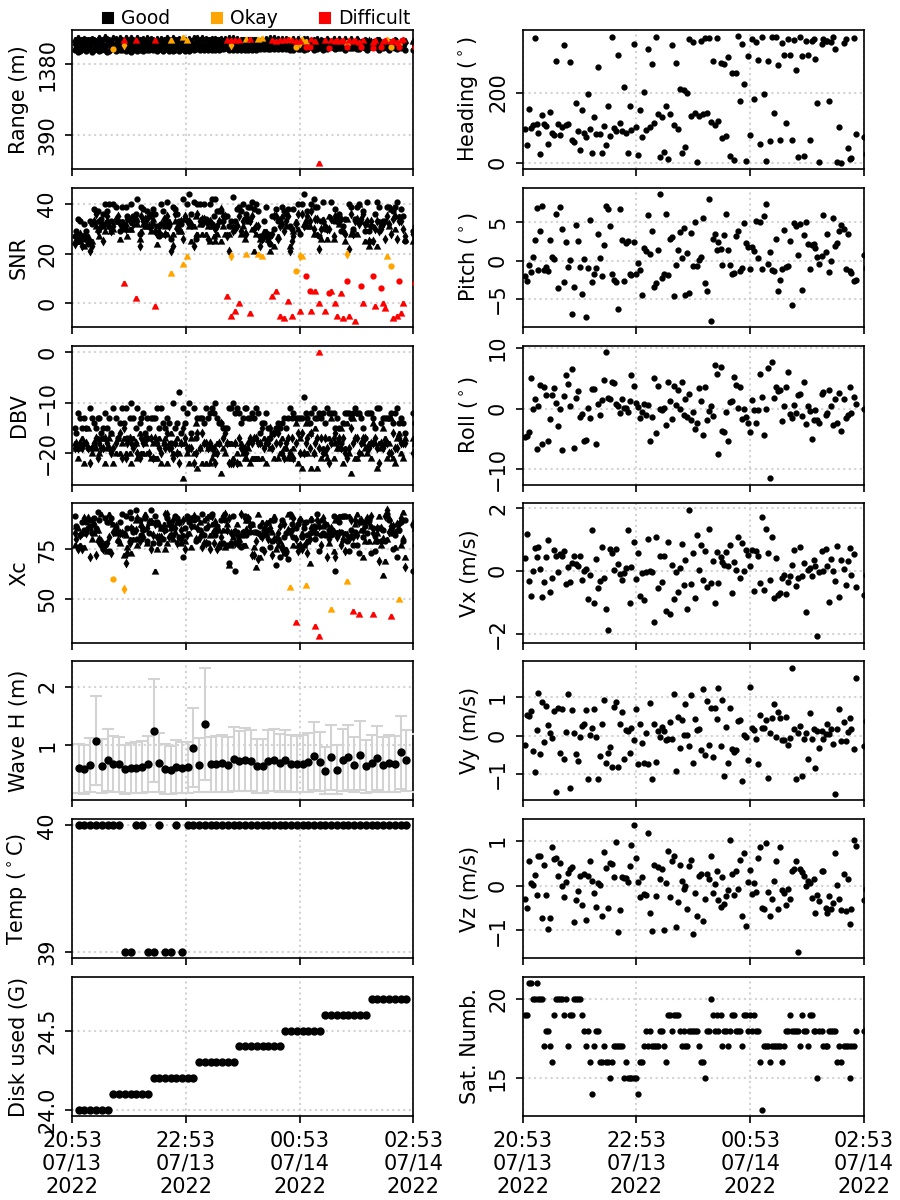 Good Okay Difficult
Range (m)
1380
390
Heading (°)
200
0
SNR
40
20
0
Pitch (°)
5
0
−5
DBV
0
−10
−20
Roll (°)
10
0
−10
Xc
75
50
Vx (m/s)
2
0
−2
Wave H (m)
2
1
Vy (m/s)
1
0
−1
Temp (°C)
40
39
Vz (m/s)
1
0
−1
Disk used (G)
24.5
24.0
Sat. Numb.
20
15
20:53 22:53 00:53 02:53
07/13 07/13 07/14 07/14
2022 2022 2022 2022
20:53 22:53 00:53 02:53
07/13 07/13 07/14 07/14
2022 2022 2022 2022